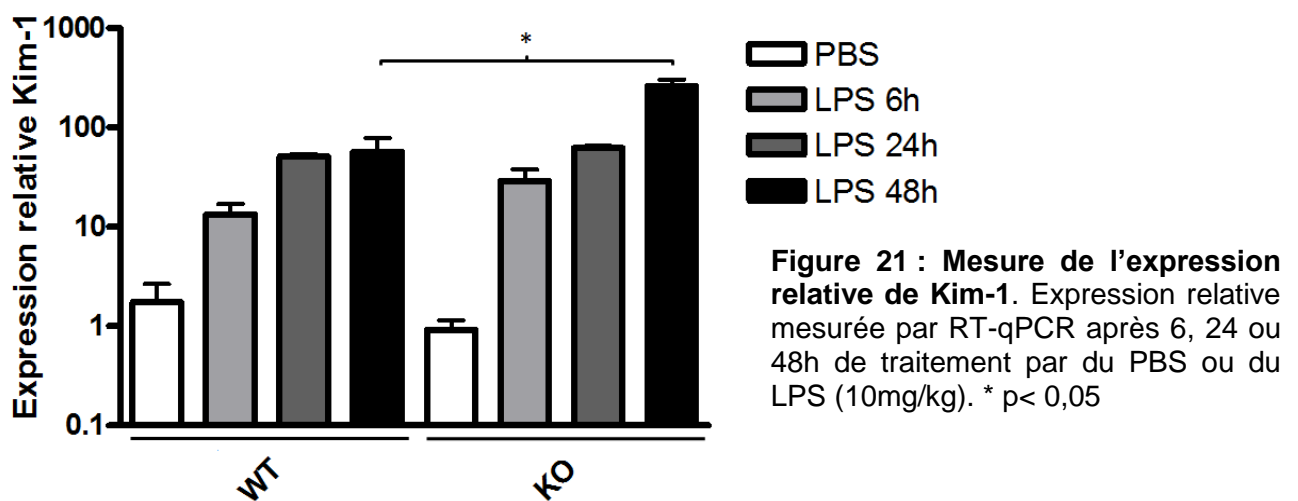 Expression relative Kim-1
1000
100
10
1
0.1
*
WT
KO
PBS
LPS 6h
LPS 24h
LPS 48h
Figure 21 : Mesure de l’expression
relative de Kim-1. Expression relative
mesurée par RT-qPCR après 6, 24 ou
48h de traitement par du PBS ou du
LPS (10mg/kg). * p< 0,05